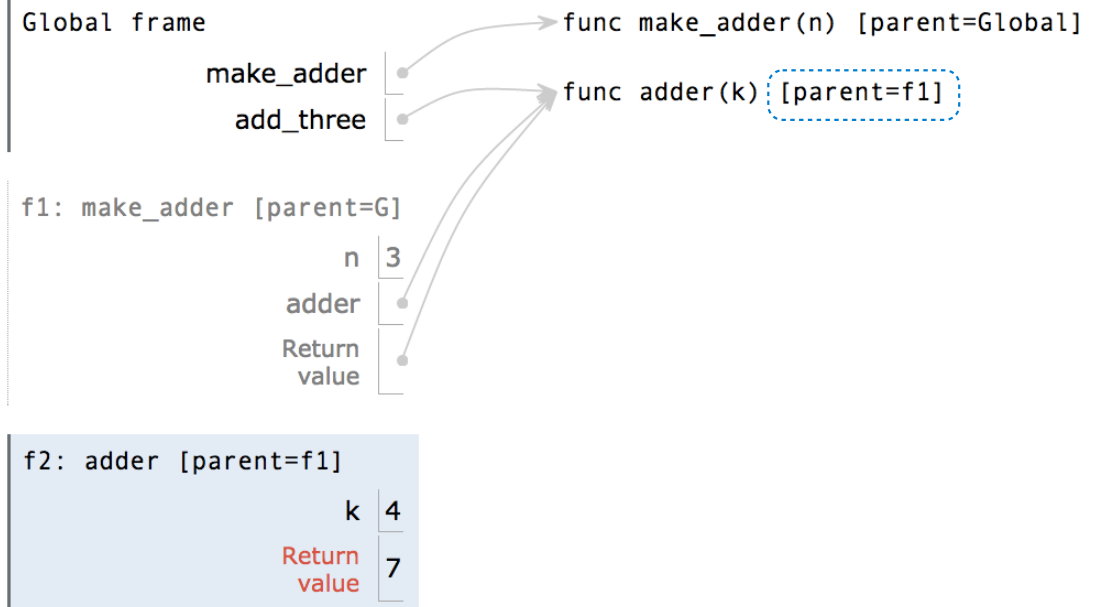 Global frame
func make_adder(n) [parent=Global]
make_adder
func adder(k) [parent=f1]
add_three
f1: make_adder [parent=G]
n 3
adder
Return
value
f2: adder [parent=f1]
k 4
Return
value 7